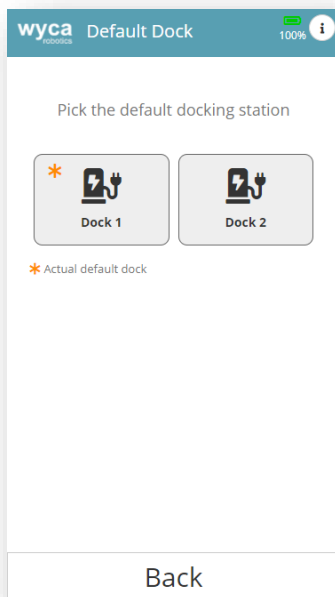 wyca
robotics
Default Dock
100%
i
Pick the default docking station
* Dock 1
Dock 2
* Actual default dock
Back